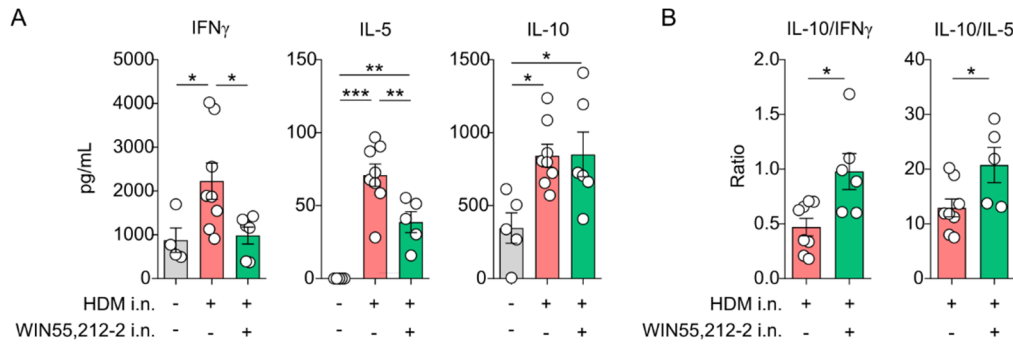 A
B
IFNγ
IL-5
IL-10
IL-10/IFNγ
IL-10/IL-5
pg/mL
5000
4000
3000
2000
1000
0
* *
150
100
50
0
**
*** **
1500
1000
500
0
*
*
Ratio
2.0
1.5
1.0
0.5
0.0
*
40
30
20
10
0
*
HDM i.n. - + + - + + - + +
WIN55,212-2 i.n. - - + - - + - - +
HDM i.n. + + + +
WIN55,212-2 i.n. - + - +